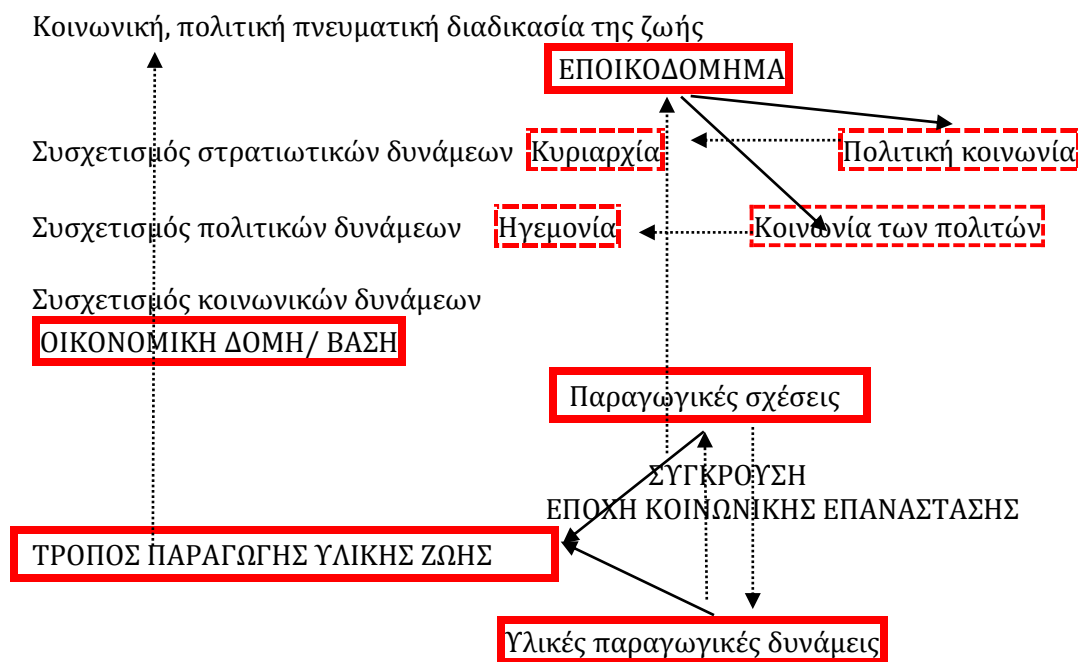 Κοινωνική, πολιτική πνευματική διαδικασία της ζωής
ΕΠΟΙΚΟΔΟΜΗΜΑ
Συσχετισμός στρατιωτικών δυνάμεων Κυριαρχία Πολιτική κοινωνία
Συσχετισμός πολιτικών δυνάμεων Ηγεμονία Κοινωνία των πολιτών
Συσχετισμός κοινωνικών δυνάμεων
ΟΙΚΟΝΟΜΙΚΗ ΔΟΜΗ/ ΒΑΣΗ
Παραγωγικές σχέσεις
ΣΥΓΚΡΟΥΣΗ
ΕΠΟΧΗ ΚΟΙΝΩΝΙΚΗΣ ΕΠΑΝΑΣΤΑΣΗΣ
ΤΡΟΠΟΣ ΠΑΡΑΓΩΓΗΣ ΥΛΙΚΗΣ ΖΩΗΣ
Υλικές παραγωγικές δυνάμεις